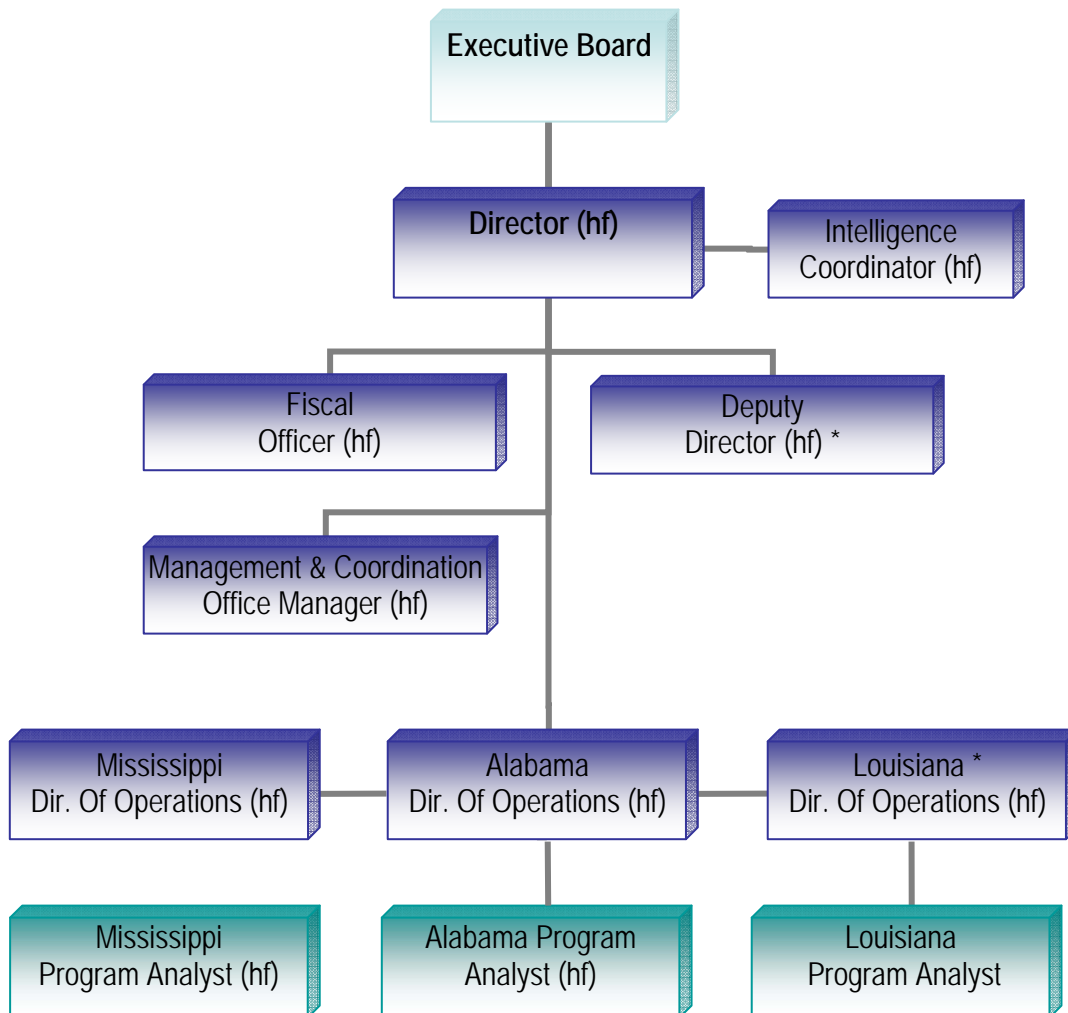 Executive Board
Director (hf)
Intelligence
Coordinator (hf)
Fiscal
Officer (hf)
Deputy
Director (hf) *
Management & Coordination
Office Manager (hf)
Mississippi
Dir. Of Operations (hf)
Alabama
Dir. Of Operations (hf)
Louisiana *
Dir. Of Operations (hf)
Mississippi
Program Analyst (hf)
Alabama Program
Analyst (hf)
Louisiana
Program Analyst